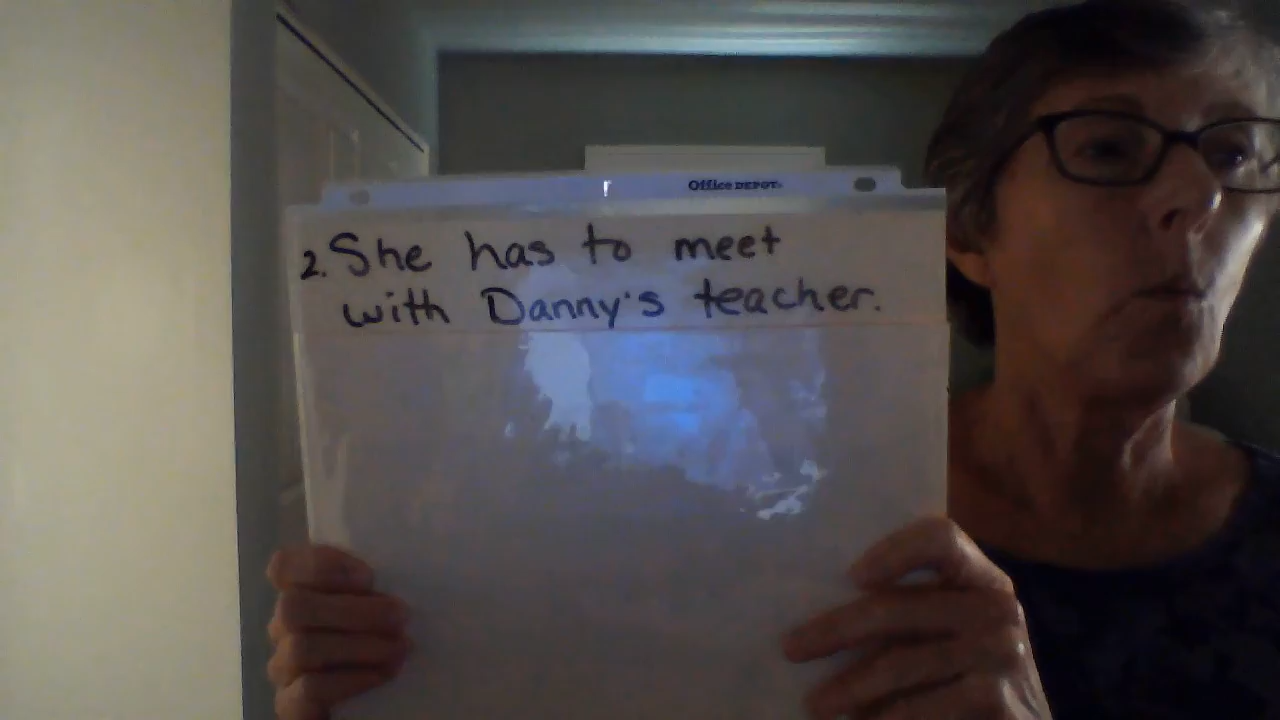 Office DEPOT
2. She has to meet
with Danny's teacher.